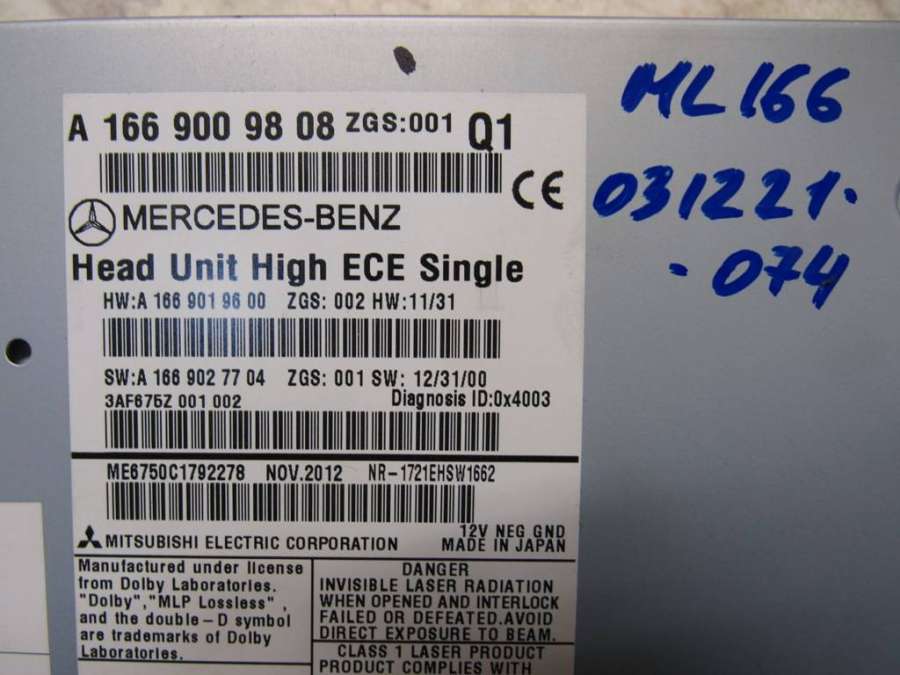 A 166 900 98 08 ZGS:001 Q1
CE
MERCEDES-BENZ
Head Unit High ECE Single
HW:A 166 901 96 00 ZGS: 002 HW:11/31
SW:A 166 902 77 04 ZGS: 001 SW: 12/31/00
3AF675Z 001 002 Diagnosis ID:0x4003
ME6750C1792278 NOV.2012 NR-1721EHSW1662
12V NEG GND
MITSUBISHI ELECTRIC CORPORATION MADE IN JAPAN
Manufactured under license
from Dolby Laboratories.
"Dolby","MLP Lossless" ,
and the double-D symbol
are trademarks of Dolby
Laboratories.
DANGER
INVISIBLE LASER RADIATION
WHEN OPENED AND INTERLOCK
FAILED OR DEFEATED.AVOID
DIRECT EXPOSURE TO BEAM.
CLASS 1 LASER PRODUCT
PRODUCT COMPLIES WITH
ML166
031221.
-074